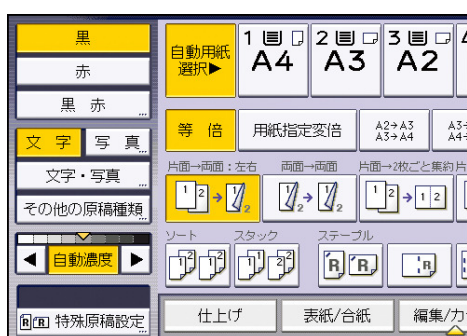 黒
赤
黒 赤
文 字 写 真
文字・写真
その他の原稿種類
自動濃度
特殊原稿設定
自動用紙
選択▶
1
A4
2
A3
3
A2
等 倍
用紙指定変倍
A2→A3
A3→A4
片面→両面:左右
両面→両面
片面→2枚ごと集約
ソート
スタック
ステープル
仕上げ
表紙/合紙
編集/カ